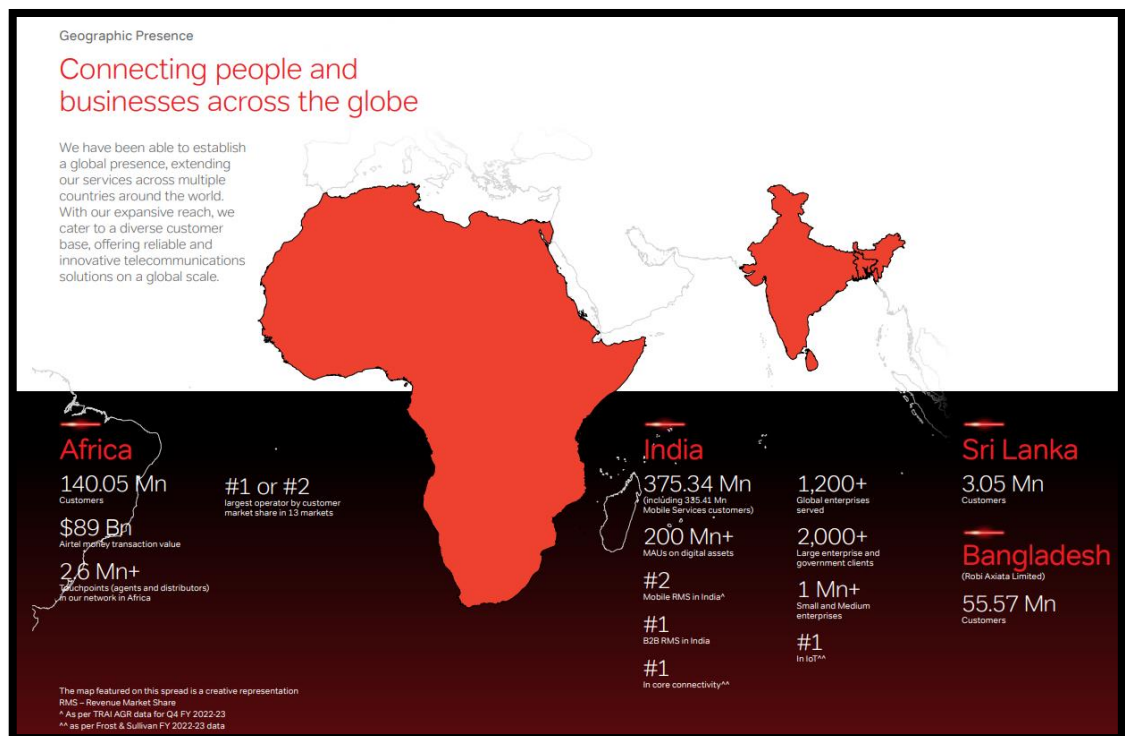 Geographic Presence
Connecting people and
businesses across the globe
We have been able to establish
a global presence, extending
our services across multiple
countries around the world.
With our expansive reach, we
cater to a diverse customer
base, offering reliable and
innovative telecommunications
solutions on a global scale.
Africa
140.05 Mn
Customers
$89 Bn
Airtel money transaction value
2.6 Mn+
Touchpoints (agents and distributors)
in our network in Africa
#1 or #2
largest operator by customer
market share in 13 markets
India
375.34 Mn
(including 335.41 Mn
Mobile Services customers)
200 Mn+
MAUs on digital assets
#2
Mobile RMS in India^
#1
B2B RMS in India
#1
In core connectivity^^
1,200+
Global enterprises
served
2,000+
Large enterprise and
government clients
1 Mn+
Small and Medium
enterprises
#1
In IoT^^
Sri Lanka
3.05 Mn
Customers
Bangladesh
(Robi Axiata Limited)
55.57 Mn
Customers
The map featured on this spread is a creative representation
RMS – Revenue Market Share
^ As per TRAI AGR data for Q4 FY 2022-23
^^ as per Frost & Sullivan FY 2022-23 data